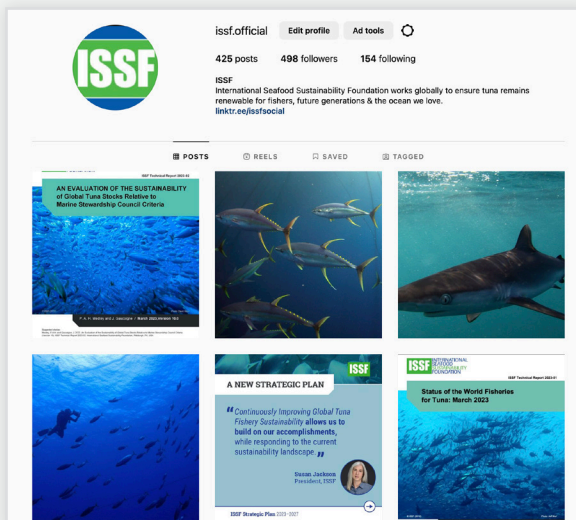 ISSF
issf.official Edit profile Ad tools
425 posts 498 followers 154 following
ISSF
International Seafood Sustainability Foundation works globally to ensure tuna remains
renewable for fishers, future generations & the ocean we love.
linktr.ee/issfsocial
POSTS REELS SAVED TAGGED
ISSF Technical Report 2023-02
AN EVALUATION OF THE SUSTAINABILITY
of Global Tuna Stocks Relative to
Marine Stewardship Council Criteria
ISSF
A NEW STRATEGIC PLAN
“Continuously Improving Global Tuna
Fishery Sustainability allows us to
build on our accomplishments,
while responding to the current
sustainability landscape.”
Susan Jackson
President, ISSF
ISSF Strategic Plan 2023–2027
ISSF INTERNATIONAL
SEAFOOD
SUSTAINABILITY
FOUNDATION
ISSF Technical Report 2023-01
Status of the World Fisheries
for Tuna: March 2023